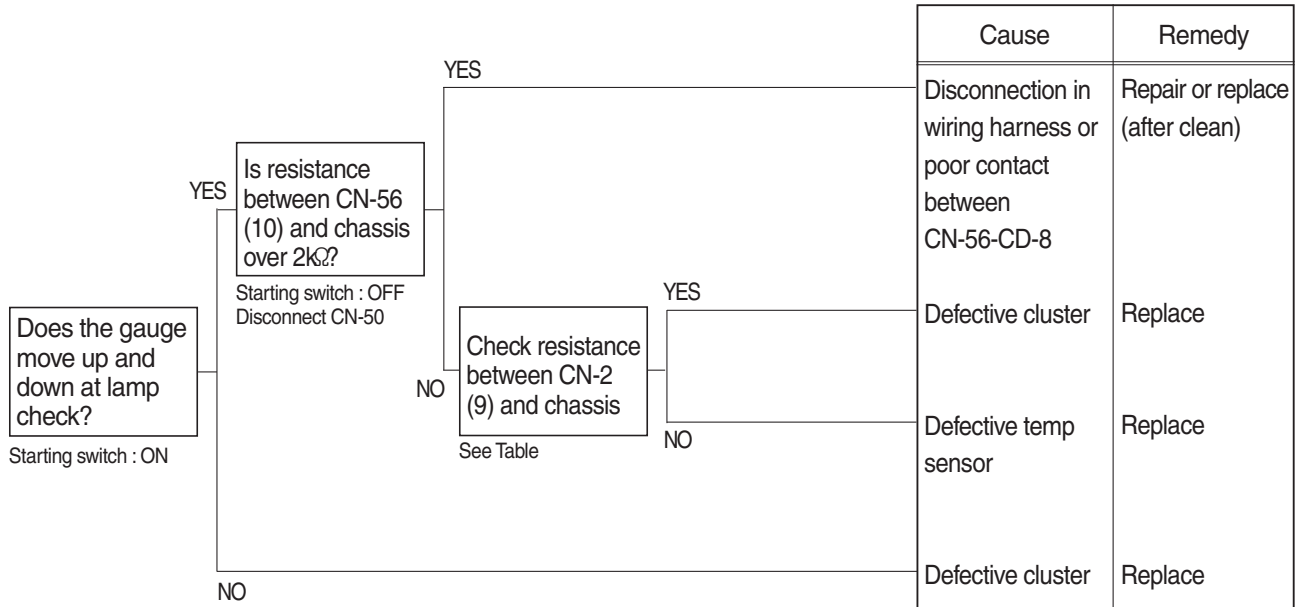 Cause
Remedy
YES
Disconnection in
wiring harness or
poor contact
between
CN-56-CD-8
Repair or replace
(after clean)
YES
Is resistance
between CN-56
(10) and chassis
over 2kΩ?
Starting switch : OFF
Disconnect CN-50
YES
Defective cluster
Replace
Does the gauge
move up and
down at lamp
check?
Starting switch : ON
NO
Check resistance
between CN-2
(9) and chassis
See Table
NO
Defective temp
sensor
Replace
NO
Defective cluster
Replace